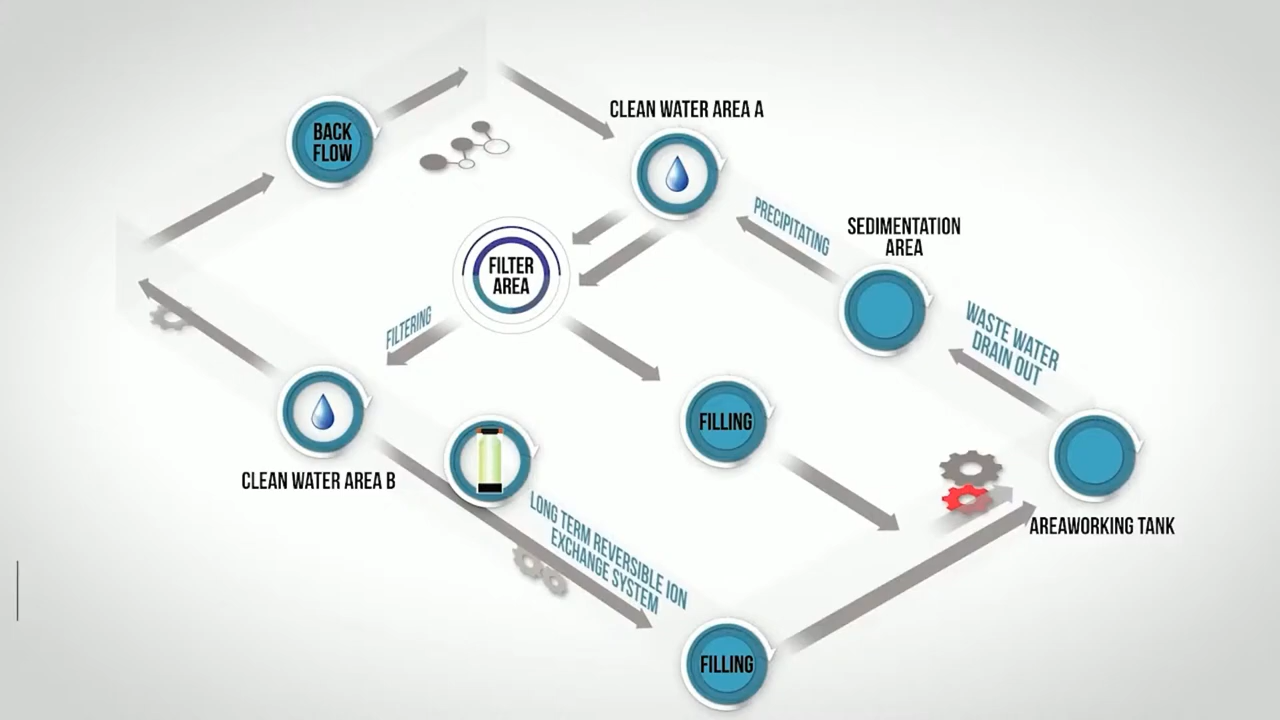 CLEAN WATER AREA A
BACK
FLOW
PRECIPITATING
SEDIMENTATION
AREA
FILTER
AREA
FILTERING
WASTE WATER
DRAIN OUT
FILLING
CLEAN WATER AREA B
LONG TERM REVERSIBLE ION
EXCHANGE SYSTEM
AREAWORKING TANK
FILLING